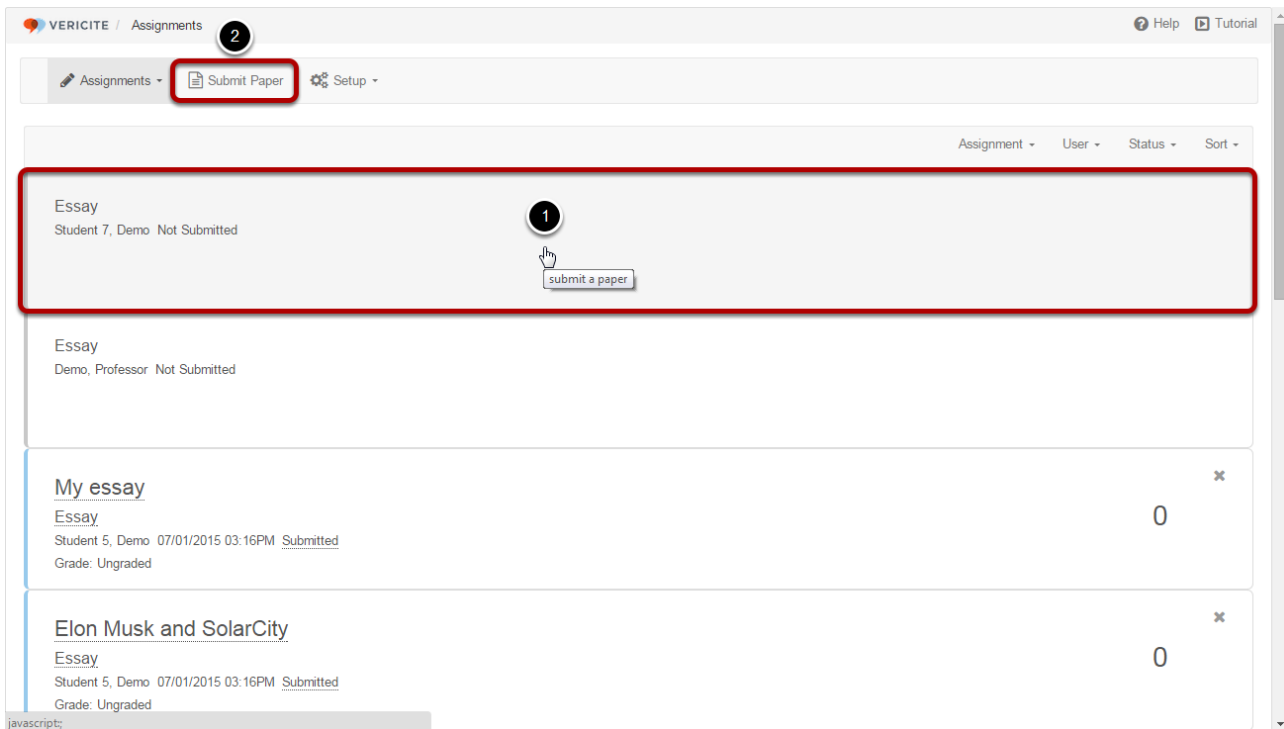 VERICITE / Assignments
Help Tutorial
2
Assignments Submit Paper Setup
Assignment User Status Sort
Essay
Student 7, Demo Not Submitted
1
submit a paper
Essay
Demo, Professor Not Submitted
My essay
Essay
0
Student 5, Demo 07/01/2015 03:16PM Submitted
Grade: Ungraded
Elon Musk and SolarCity
Essay
0
Student 5, Demo 07/01/2015 03:16PM Submitted
Grade: Ungraded
javascript:;